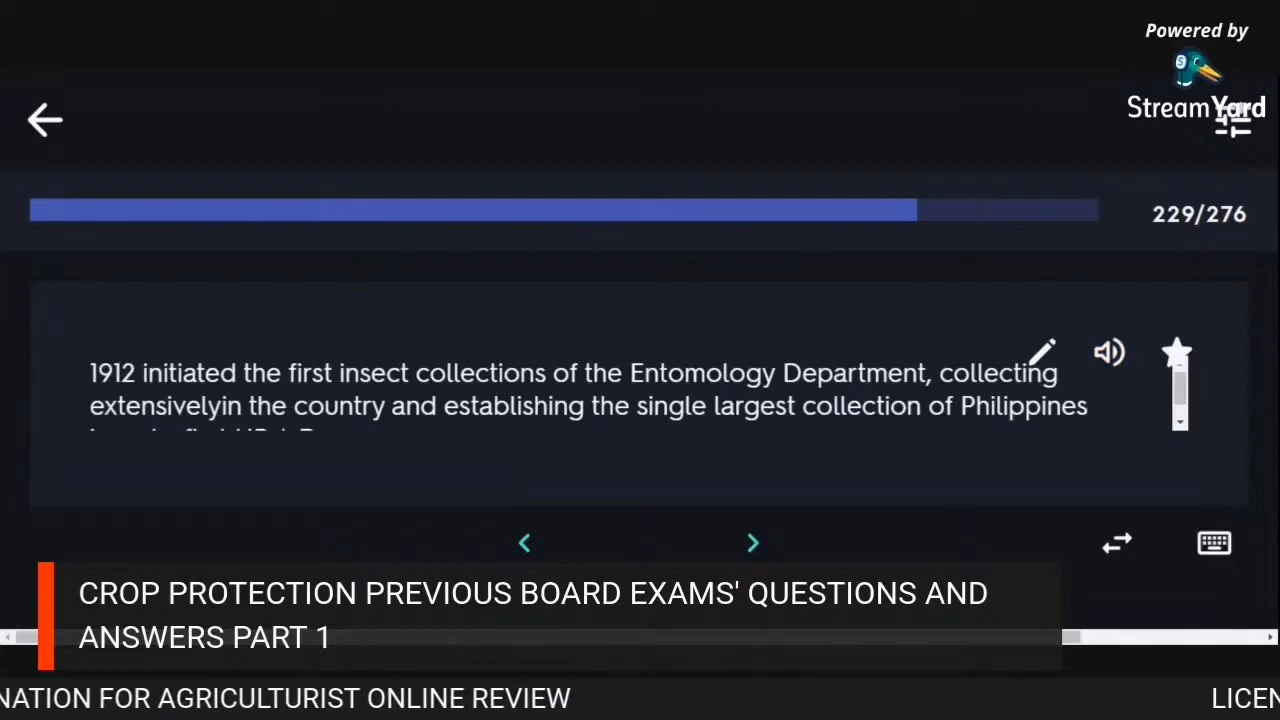 Powered by
StreamYard
229/276
1912 initiated the first insect collections of the Entomology Department, collecting
extensivelyin the country and establishing the single largest collection of Philippines
CROP PROTECTION PREVIOUS BOARD EXAMS' QUESTIONS AND
ANSWERS PART 1
NATION FOR AGRICULTURIST ONLINE REVIEW
LICEN